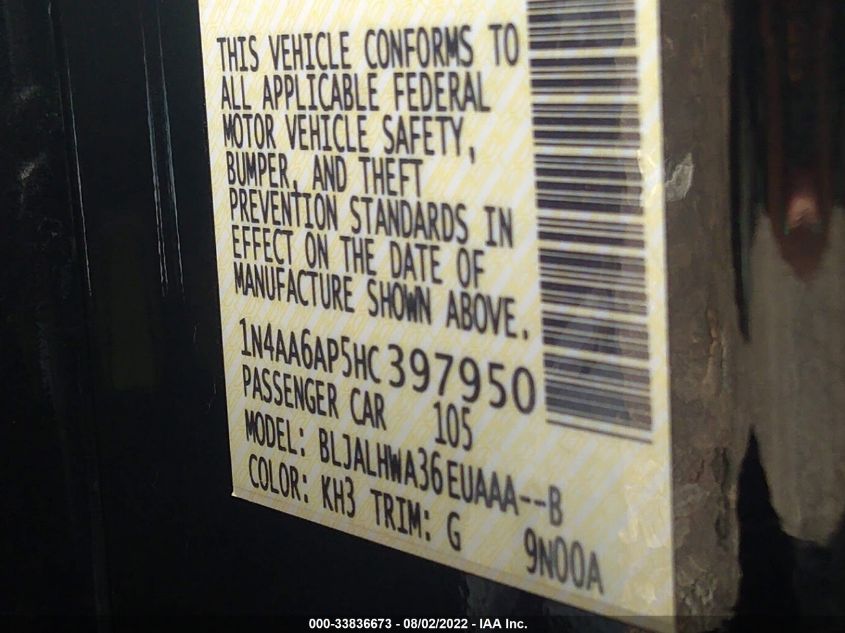 THIS VEHICLE CONFORMS TO
ALL APPLICABLE FEDERAL
MOTOR VEHICLE SAFETY,
BUMPER, AND THEFT
PREVENTION STANDARDS IN
EFFECT ON THE DATE OF
MANUFACTURE SHOWN ABOVE.
1N4AA6AP5HC397950
PASSENGER CAR 105
MODEL: BLJALHWA36EUAAA--B
COLOR: KH3 TRIM: G 9N00A
000-33836673 - 08/02/2022 - IAA Inc.